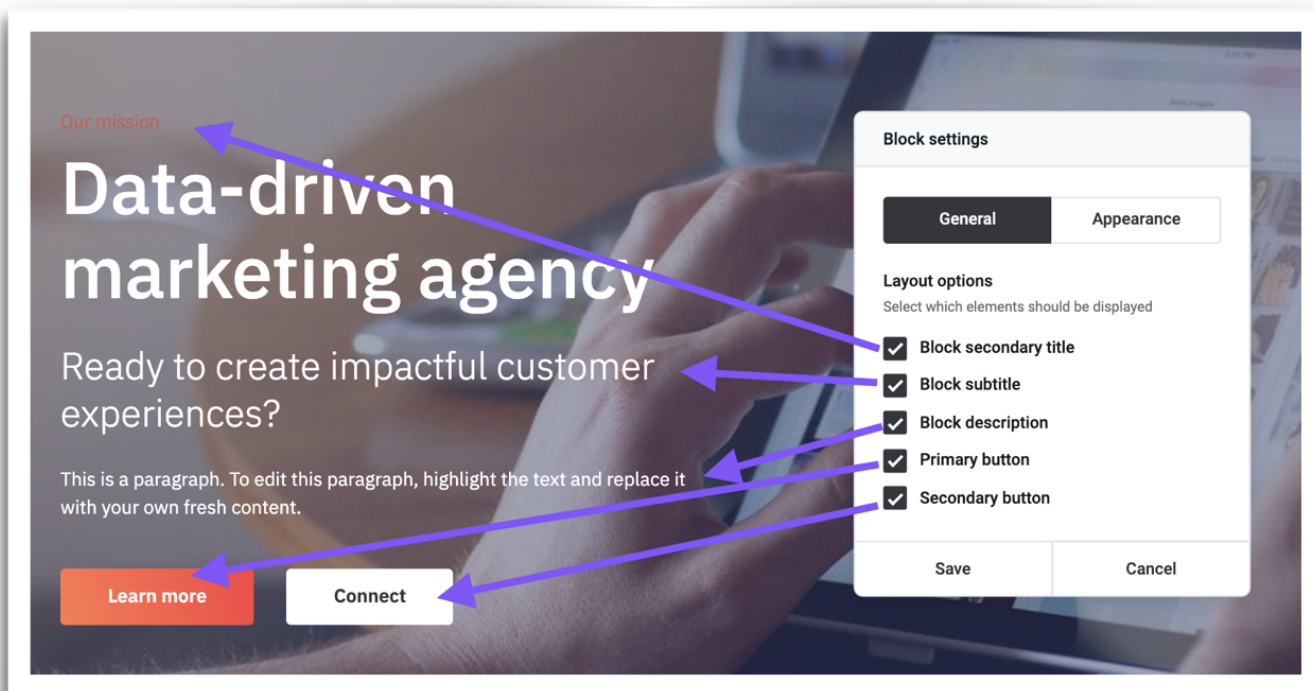 Our mission
Data-driven
marketing agency
Ready to create impactful customer
experiences?
This is a paragraph. To edit this paragraph, highlight the text and replace it
with your own fresh content.
Learn more
Connect
2:05 PM
Block settings
General
Appearance
Layout options
Select which elements should be displayed
Block secondary title
Block subtitle
Block description
Primary button
Secondary button
Save
Cancel